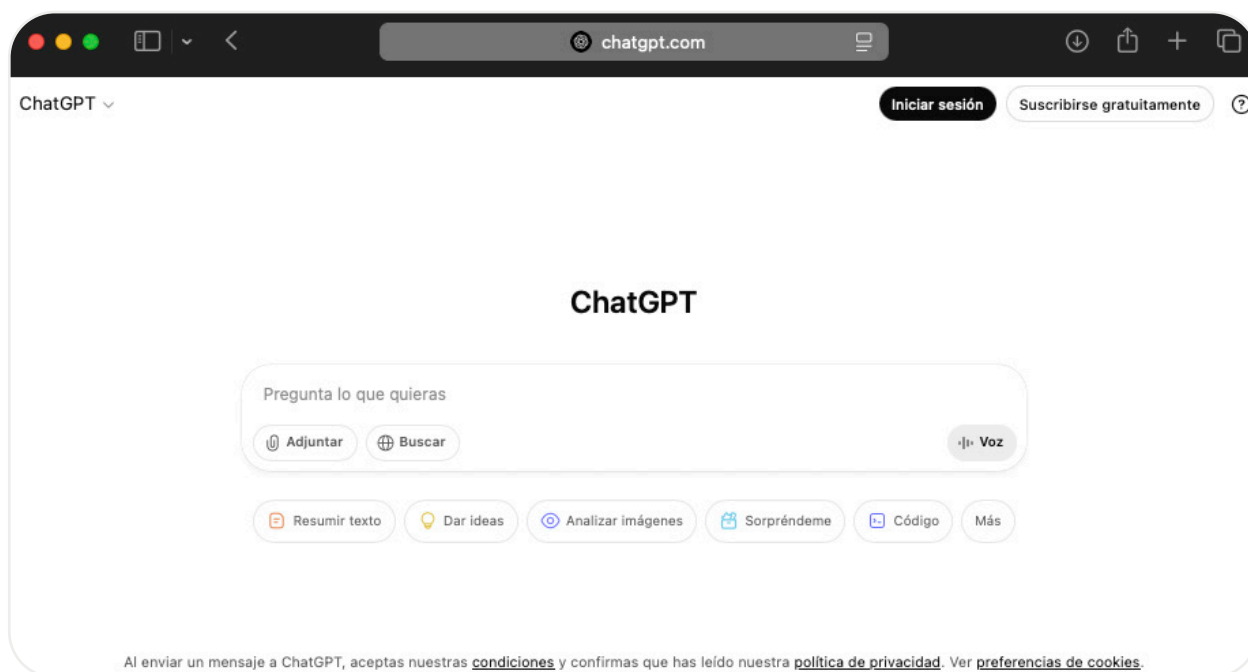 chatgpt.com
ChatGPT
Iniciar sesión
Suscribirse gratuitamente
?
ChatGPT
Pregunta lo que quieras
Adjuntar
Buscar
Voz
Resumir texto
Dar ideas
Analizar imágenes
Sorpréndeme
Código
Más
Al enviar un mensaje a ChatGPT, aceptas nuestras condiciones y confirmas que has leído nuestra política de privacidad. Ver preferencias de cookies.